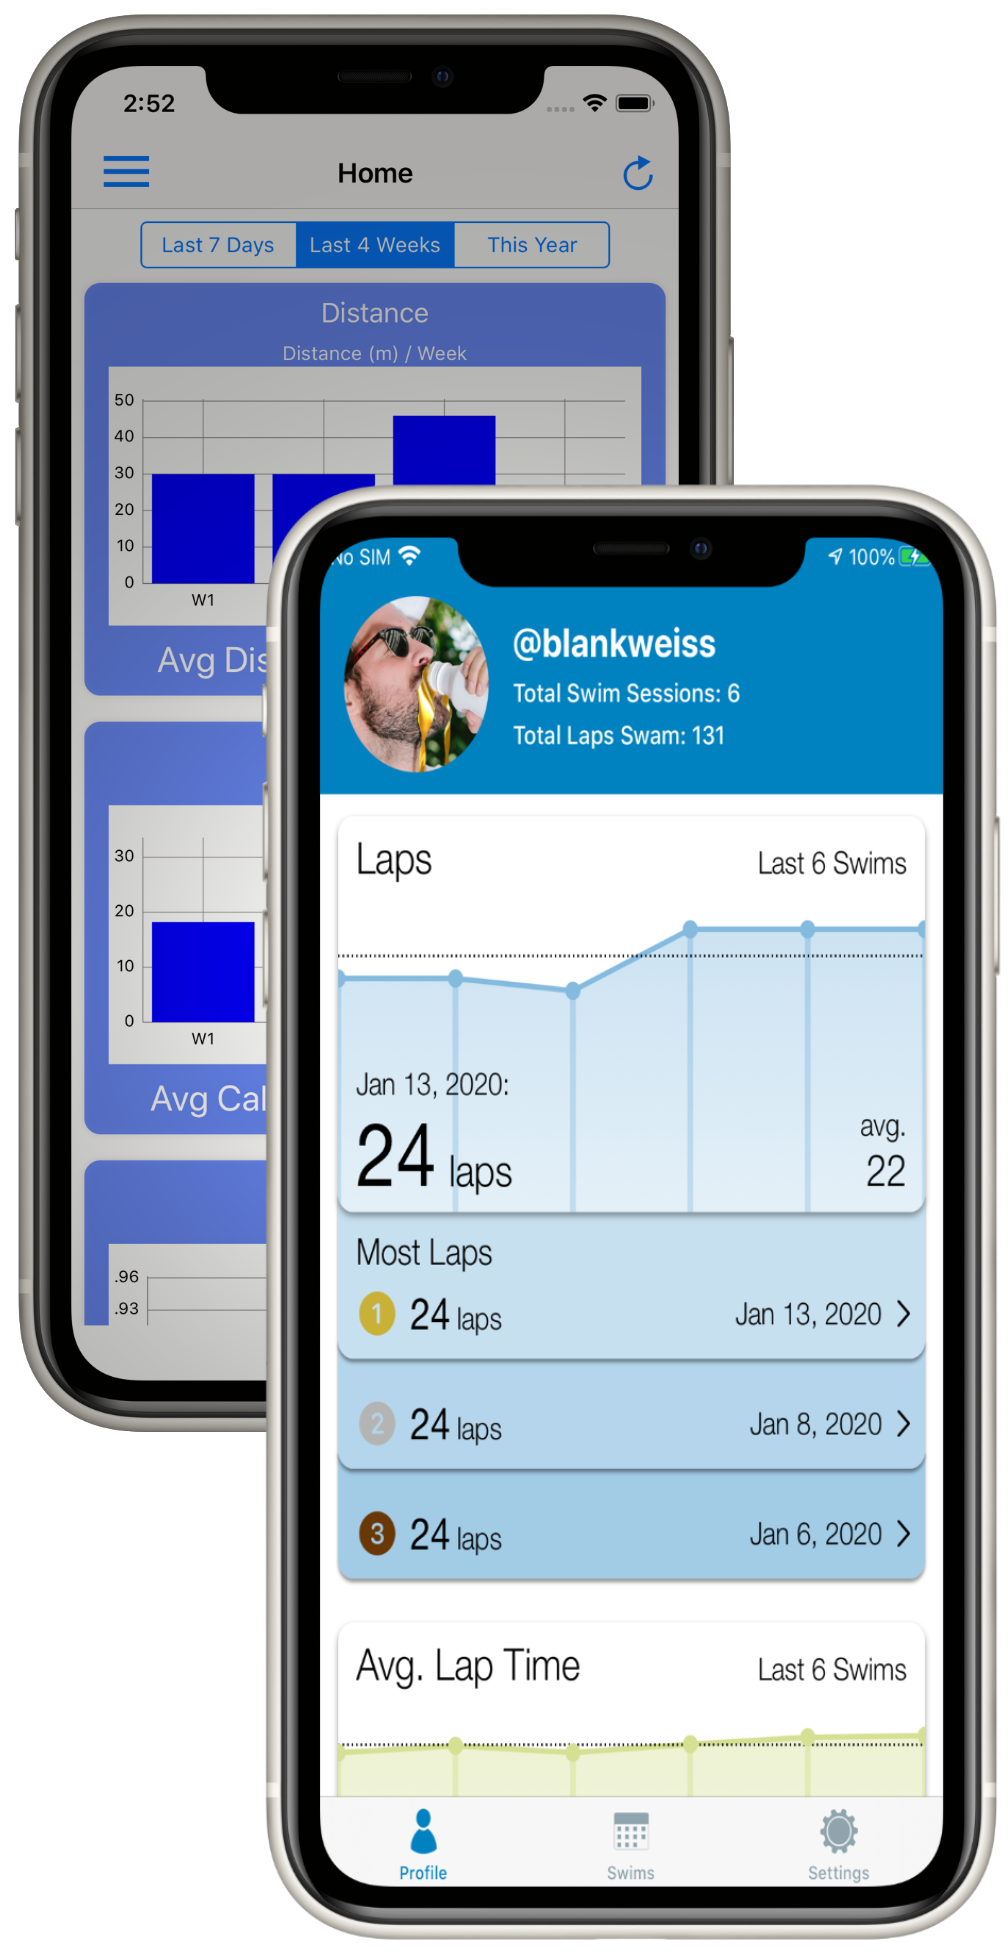 2:52
Home
Last 7 Days Last 4 Weeks This Year
Distance
Distance (m) / Week
50
40
30
20
10
0
W1
Avg Dis
30
20
10
0
W1
Avg Cal
.96
.93
No SIM 100%
@blankweiss
Total Swim Sessions: 6
Total Laps Swam: 131
Laps Last 6 Swims
Jan 13, 2020:
24 laps
avg.
22
Most Laps
1 24 laps Jan 13, 2020
2 24 laps Jan 8, 2020
3 24 laps Jan 6, 2020
Avg. Lap Time Last 6 Swims
Profile Swims Settings